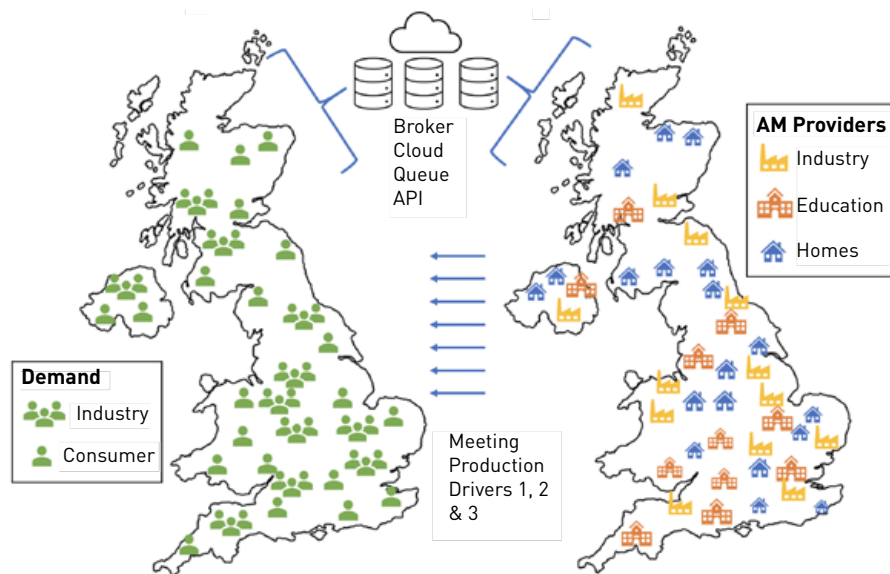 Broker
Cloud
Queue
API
AM Providers
Industry
Education
Homes
Demand
Industry
Consumer
Meeting
Production
Drivers 1, 2
& 3